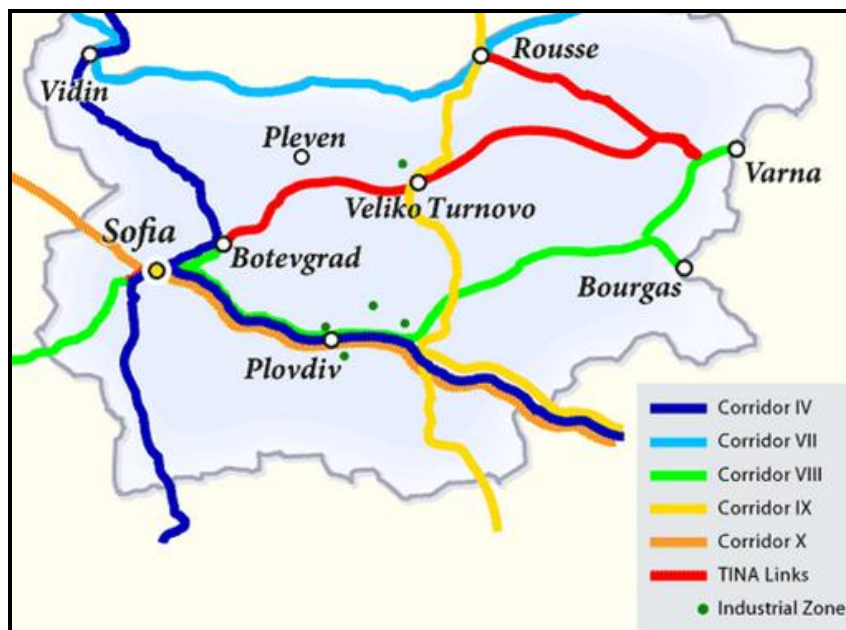 Rousse
Vidin
Pleven
Varna
Veliko Turnovo
Sofia
Botevgrad
Bourgas
Plovdiv
Corridor IV
Corridor VII
Corridor VIII
Corridor IX
Corridor X
TINA Links
Industrial Zone